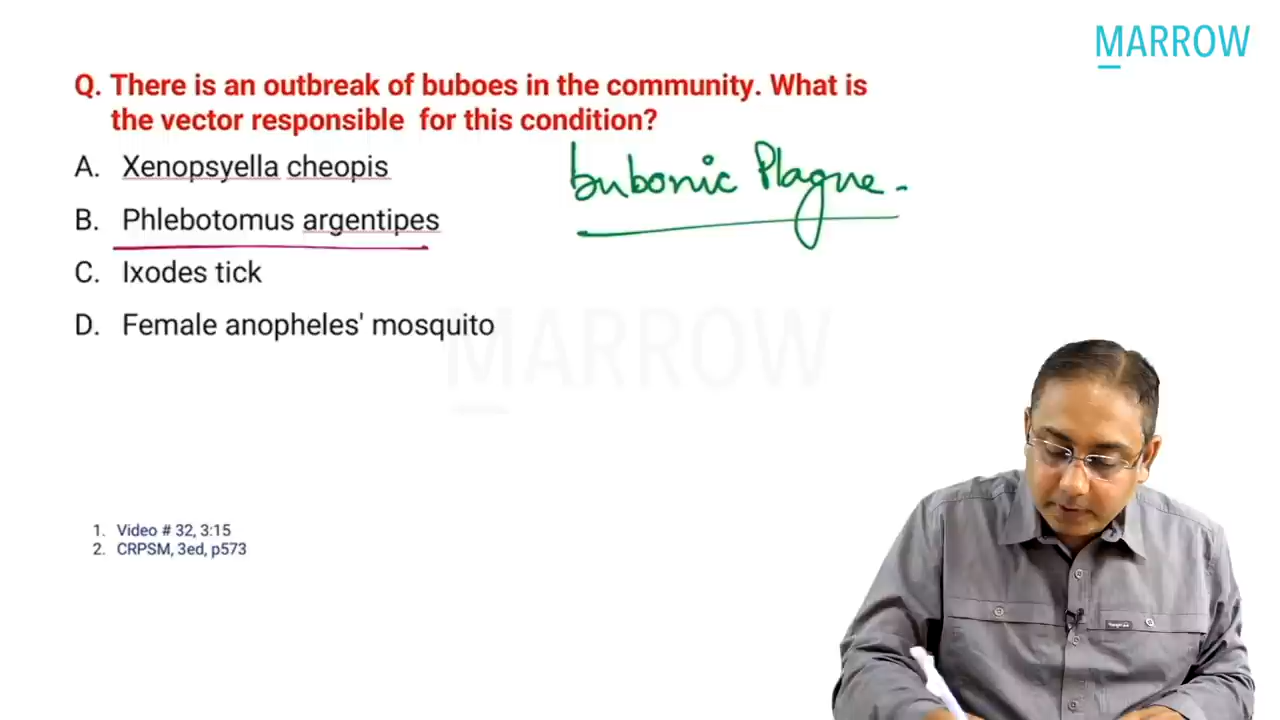 MARROW
Q. There is an outbreak of buboes in the community. What is
the vector responsible for this condition?
A. Xenopsyella cheopis
bubonic Plague.
B. Phlebotomus argentipes
C. Ixodes tick
D. Female anopheles' mosquito
MARROW
1. Video # 32, 3:15
2. CRPSM, 3ed, p573